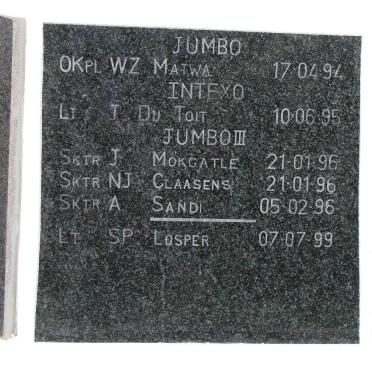 JUMBO
OKPL WZ MATWA 17·04·94
INTEXO
LT T DU TOIT 10·06·95
JUMBO III
SKTR J MOKGATLE 21·01·96
SKTR NJ CLAASENS 21·01·96
SKTR A SANDI 05·02·96
LT SP LOSPER 07·07·99